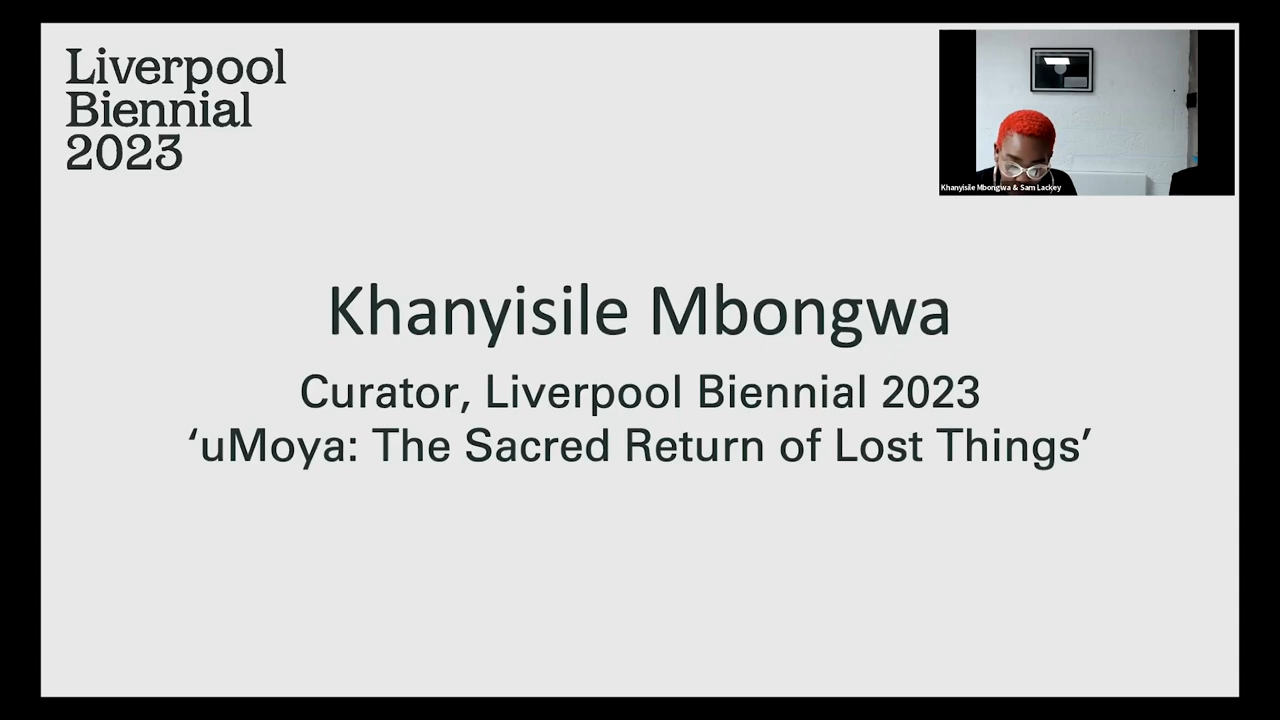 Liverpool
Biennial
2023
Khanyisile Mbongwa & Sam Lackey
Khanyisile Mbongwa
Curator, Liverpool Biennial 2023
‘uMoya: The Sacred Return of Lost Things’